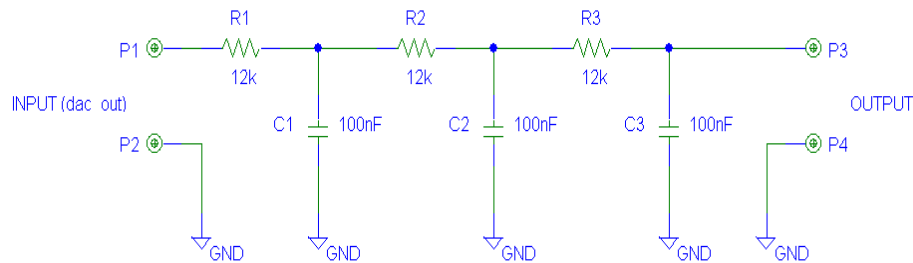 R1 R2 R3
P1 P3
12k 12k 12k
INPUT (dac out) OUTPUT
C1 100nF C2 100nF C3 100nF
P2 P4
GND GND GND GND GND